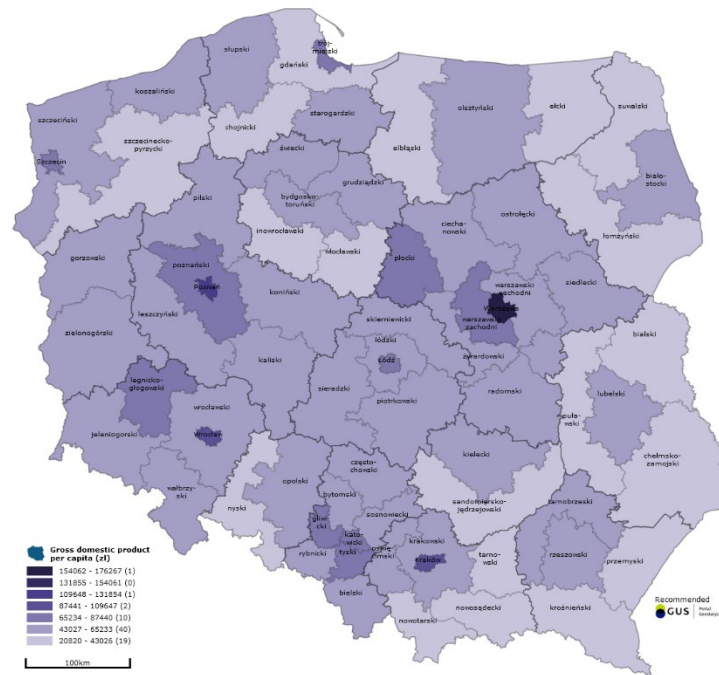 trój-
miejski
słupski
gdański
koszaliński
starogardzki
olsztyński
ełcki
suwalski
szczeciński
chojnicki
szczecinecko-
pyrzycki
elbląski
Szczecin
świecki
grudziądzki
biało-
stocki
pilski
bydgosko-
toruński
ostrołęcki
ciecha-
nowski
inowrocławski
łomżyński
gorzowski
włocławski
płocki
poznański
warszawski
wschodni
siedlecki
Poznań
koniński
Warszawa
leszczyński
skierniewicki
warszawski
zachodni
zielonogórski
łódzki
bialski
żyrardowski
Łódź
kaliski
legnicko-
głogowski
sieradzki
radomski
wrocławski
piotrkowski
lubelski
puła-
wski
Wrocław
jeleniogórski
kielecki
chełmsko-
zamojski
często-
chowski
opolski
wałbrzy-
ski
bytomski
sandomiersko-
jędrzejowski
tarnobrzeski
nyski
gliwi
cki
sosnowiecki
kato-
wicki
krakowski
rybnicki
tyski
oświę-
cimski
Kraków
tarno-
wski
rzeszowski
przemyski
bielski
nowosądecki
krośnieński
nowotarski
Gross domestic product
per capita (zl)
154062 - 176267 (1)
131855 - 154061 (0)
109648 - 131854 (1)
87441 - 109647 (2)
65234 - 87440 (10)
43027 - 65233 (40)
20820 - 43026 (19)
100km
Recommended
GUS
Portal
Geostatystyczny